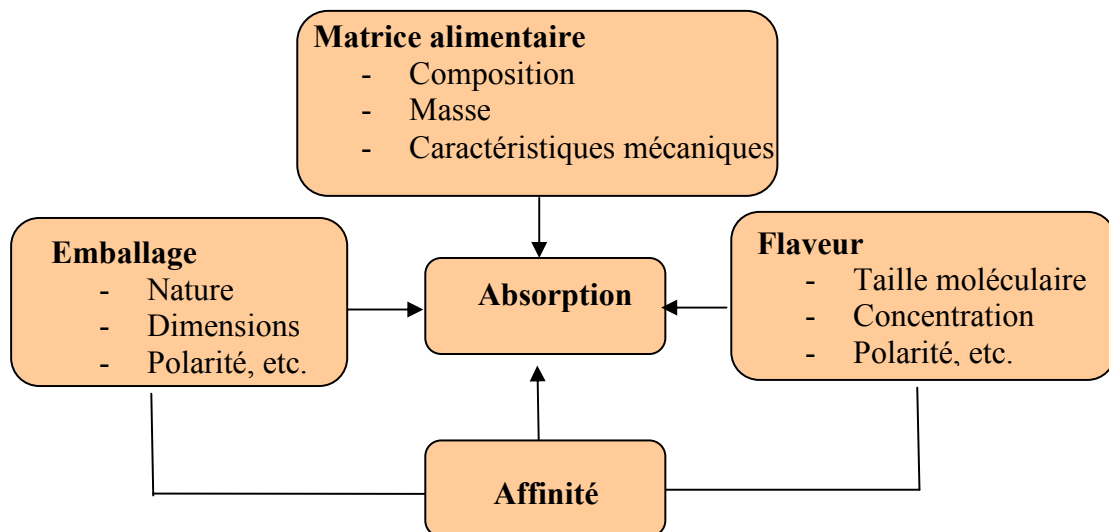 Matrice alimentaire
- Composition
- Masse
- Caractéristiques mécaniques
Emballage
- Nature
- Dimensions
- Polarité, etc.
Absorption
Flaveur
- Taille moléculaire
- Concentration
- Polarité, etc.
Affinité